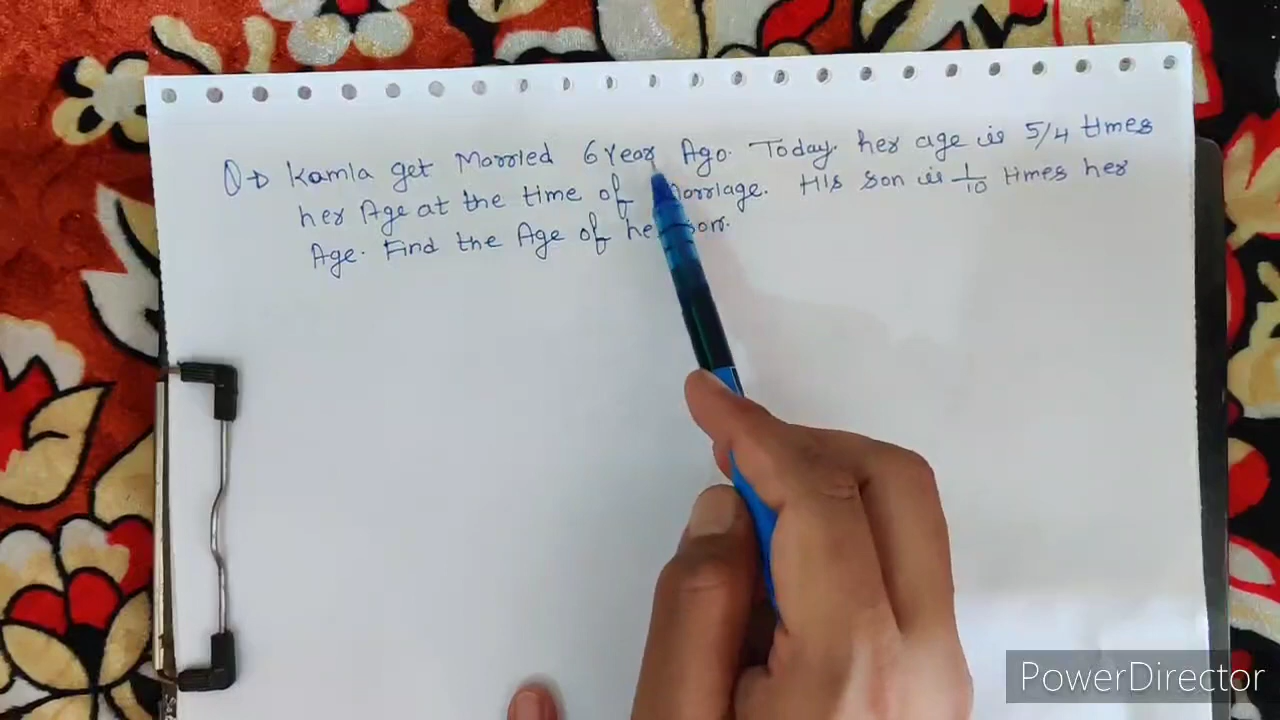 Q→ Kamla get Married 6 Year Ago. Today her age is 5/4 times
her Age at the time of marriage. His son is 1/10 times her
Age. Find the Age of her son.
PowerDirector